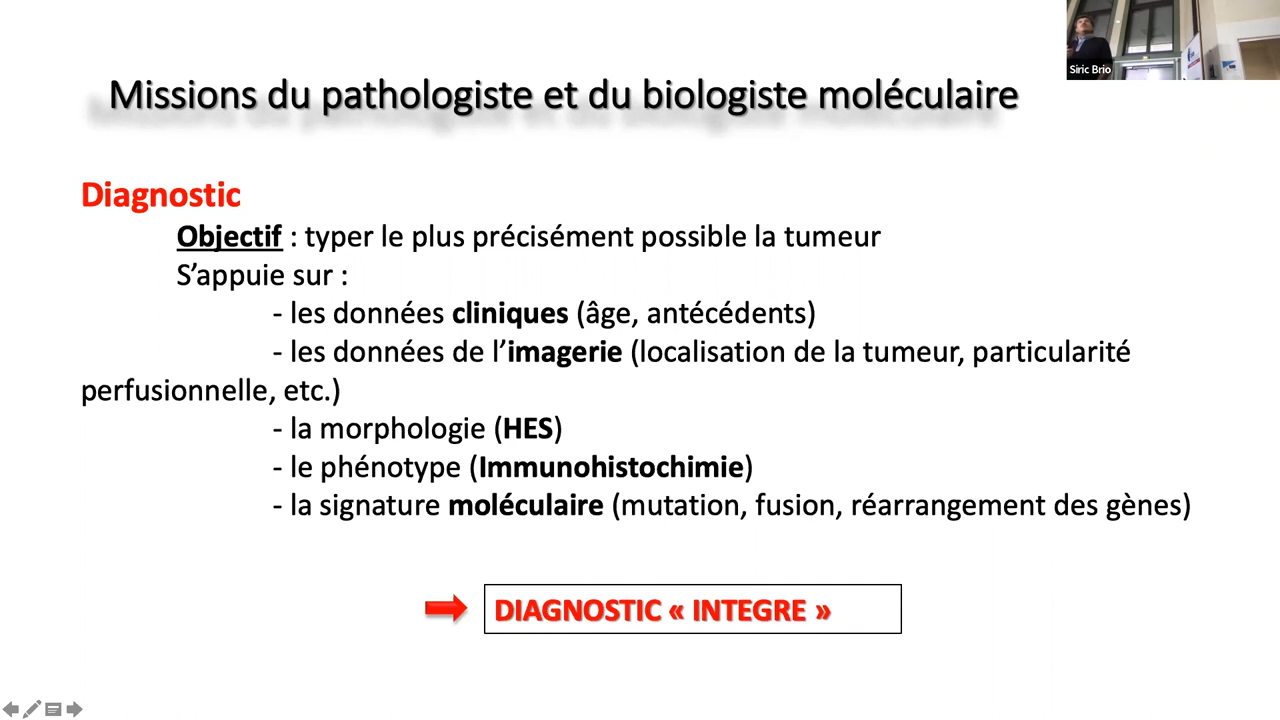 Siric Brio
Missions du pathologiste et du biologiste moléculaire
Diagnostic
Objectif : typer le plus précisément possible la tumeur
S’appuie sur :
- les données cliniques (âge, antécédents)
- les données de l’imagerie (localisation de la tumeur, particularité
perfusionnelle, etc.)
- la morphologie (HES)
- le phénotype (Immunohistochimie)
- la signature moléculaire (mutation, fusion, réarrangement des gènes)
DIAGNOSTIC « INTEGRE »